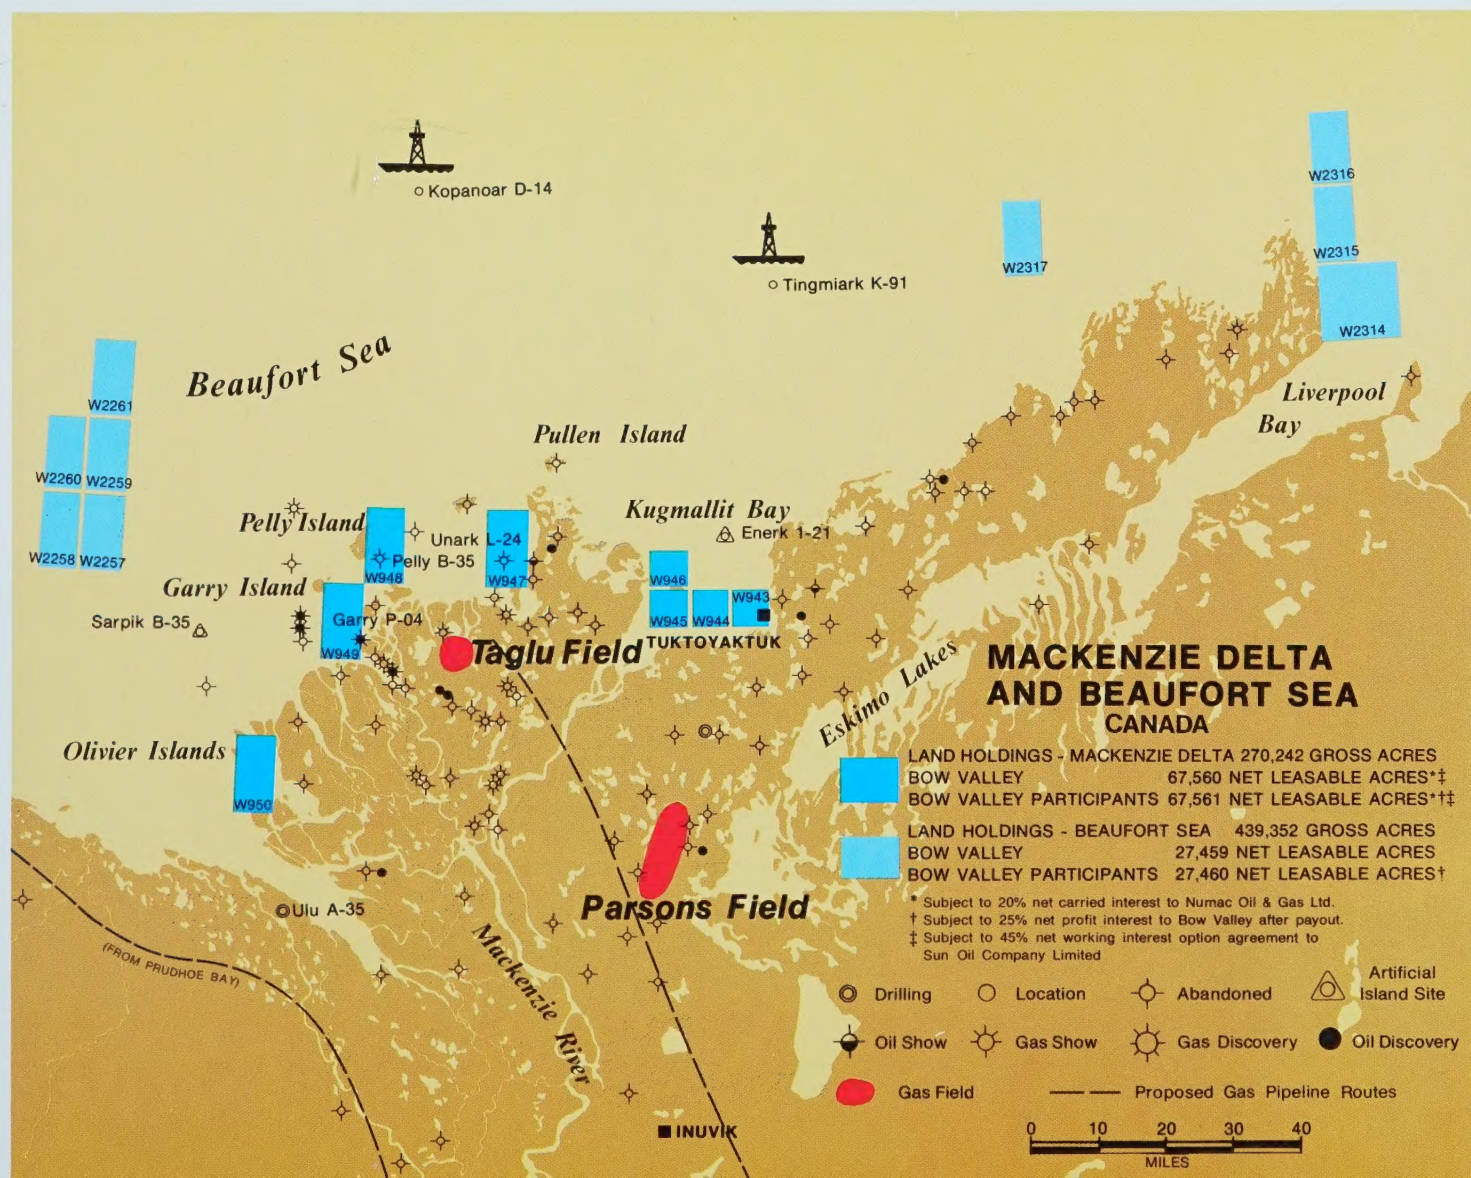 W2316
Kopanoar D-14
W2315
W2317
Tingmiark K-91
W2314
Beaufort Sea
Liverpool
Bay
W2261
Pullen Island
W2260 W2259
Pelly Island
Kugmallit Bay
Unark L-24
Enerk 1-21
W2258 W2257
Pelly B-35
W948
W947
W946
Garry Island
Sarpik B-35
Garry P-04
W943
W945
W944
W949
Taglu Field
TUKTOYAKTUK
Eskimo Lakes
MACKENZIE DELTA
AND BEAUFORT SEA
CANADA
Olivier Islands
W950
LAND HOLDINGS - MACKENZIE DELTA 270,242 GROSS ACRES
BOW VALLEY 67,560 NET LEASABLE ACRES*‡
BOW VALLEY PARTICIPANTS 67,561 NET LEASABLE ACRES*†‡
LAND HOLDINGS - BEAUFORT SEA 439,352 GROSS ACRES
BOW VALLEY 27,459 NET LEASABLE ACRES
BOW VALLEY PARTICIPANTS 27,460 NET LEASABLE ACRES†
* Subject to 20% net carried interest to Numac Oil & Gas Ltd.
† Subject to 25% net profit interest to Bow Valley after payout.
‡ Subject to 45% net working interest option agreement to
Sun Oil Company Limited
Ulu A-35
Parsons Field
(FROM PRUDHOE BAY)
Mackenzie River
Drilling
Location
Abandoned
Artificial
Island Site
Oil Show
Gas Show
Gas Discovery
Oil Discovery
Gas Field
Proposed Gas Pipeline Routes
INUVIK
0 10 20 30 40
MILES